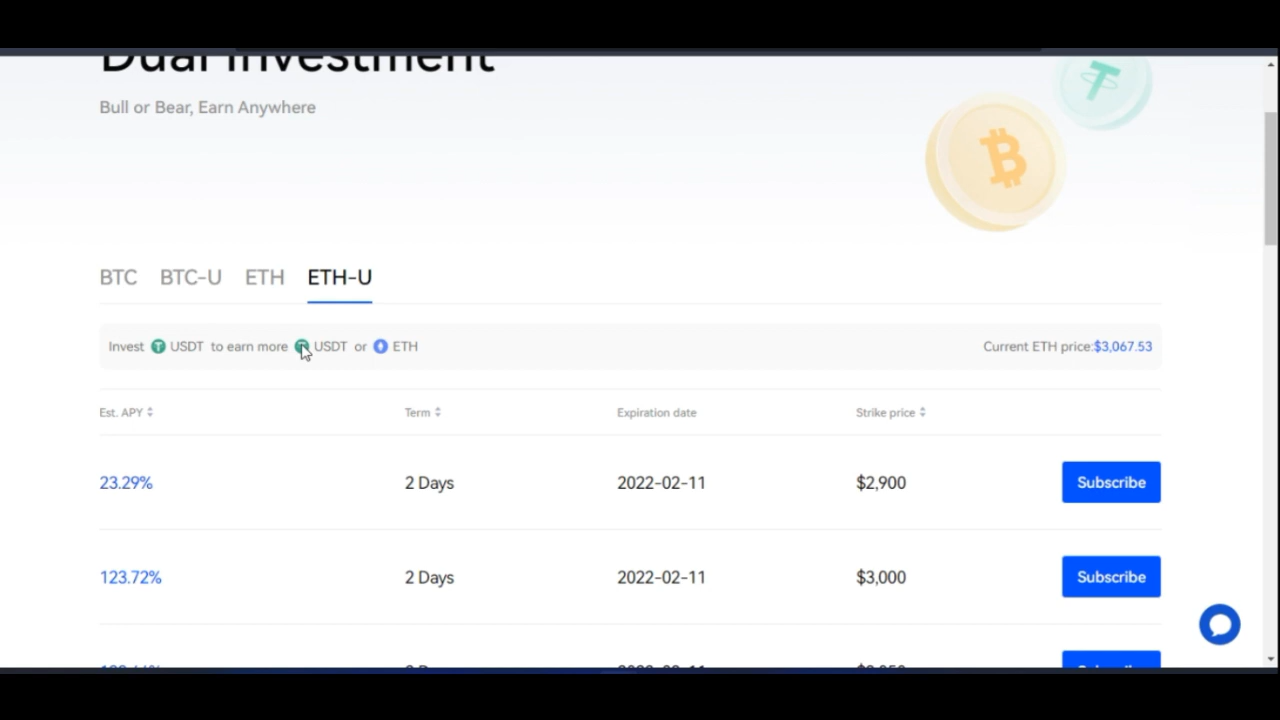 Dual Investment
Bull or Bear, Earn Anywhere
BTC BTC-U ETH ETH-U
Invest USDT to earn more USDT or ETH Current ETH price:$3,067.53
Est. APY Term Expiration date Strike price
23.29% 2 Days 2022-02-11 $2,900 Subscribe
123.72% 2 Days 2022-02-11 $3,000 Subscribe